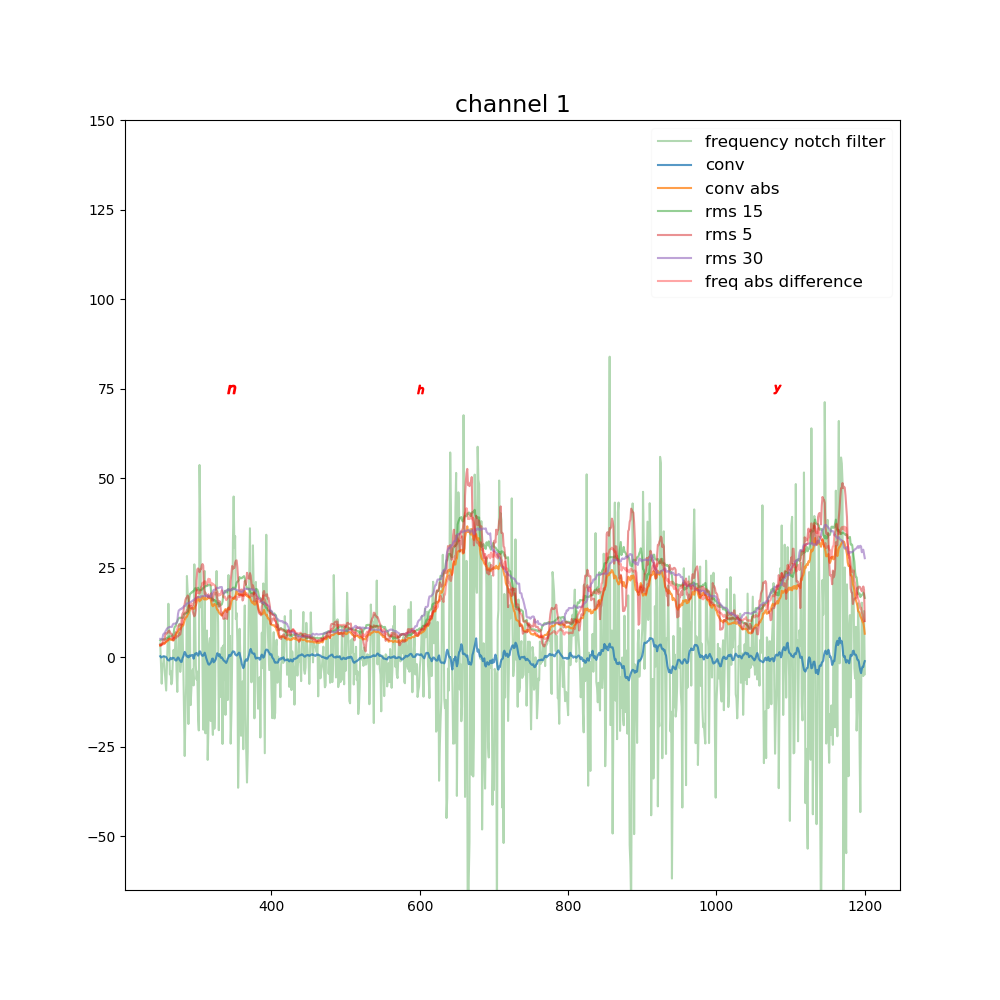 channel 1
150
125
100
75
50
25
0
−25
−50
frequency notch filter
conv
conv abs
rms 15
rms 5
rms 30
freq abs difference
n h y
400 600 800 1000 1200